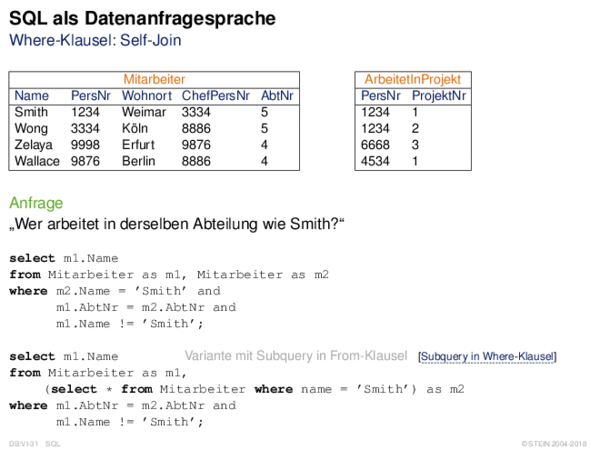 SQL als Datenanfragesprache
Where-Klausel: Self-Join
Mitarbeiter
Name PersNr Wohnort ChefPersNr AbtNr
Smith 1234 Weimar 3334 5
Wong 3334 Köln 8886 5
Zelaya 9998 Erfurt 9876 4
Wallace 9876 Berlin 8886 4
ArbeitetInProjekt
PersNr ProjektNr
1234 1
1234 2
6668 3
4534 1
Anfrage
„Wer arbeitet in derselben Abteilung wie Smith?“
select m1.Name
from Mitarbeiter as m1, Mitarbeiter as m2
where m2.Name = ’Smith’ and
m1.AbtNr = m2.AbtNr and
m1.Name != ’Smith’;
select m1.Name Variante mit Subquery in From-Klausel [Subquery in Where-Klausel]
from Mitarbeiter as m1,
(select * from Mitarbeiter where name = ’Smith’) as m2
where m1.AbtNr = m2.AbtNr and
m1.Name != ’Smith’;
DB:VI-31 SQL ©STEIN 2004-2018